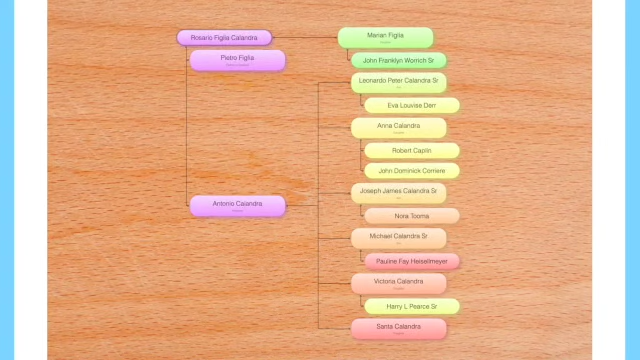 Rosario Figlia Calandra
Pietro Figlia
Marian Figlia
John Franklyn Worrich Sr
Antonio Calandra
Leonardo Peter Calandra Sr
Eva Louvisa Derr
Anna Calandra
Robert Caplin
John Dominick Corriere
Joseph James Calandra Sr
Nora Tooma
Michael Calandra Sr
Pauline Fay Heisellmeyer
Victoria Calandra
Harry L Pearce Sr
Santa Calandra